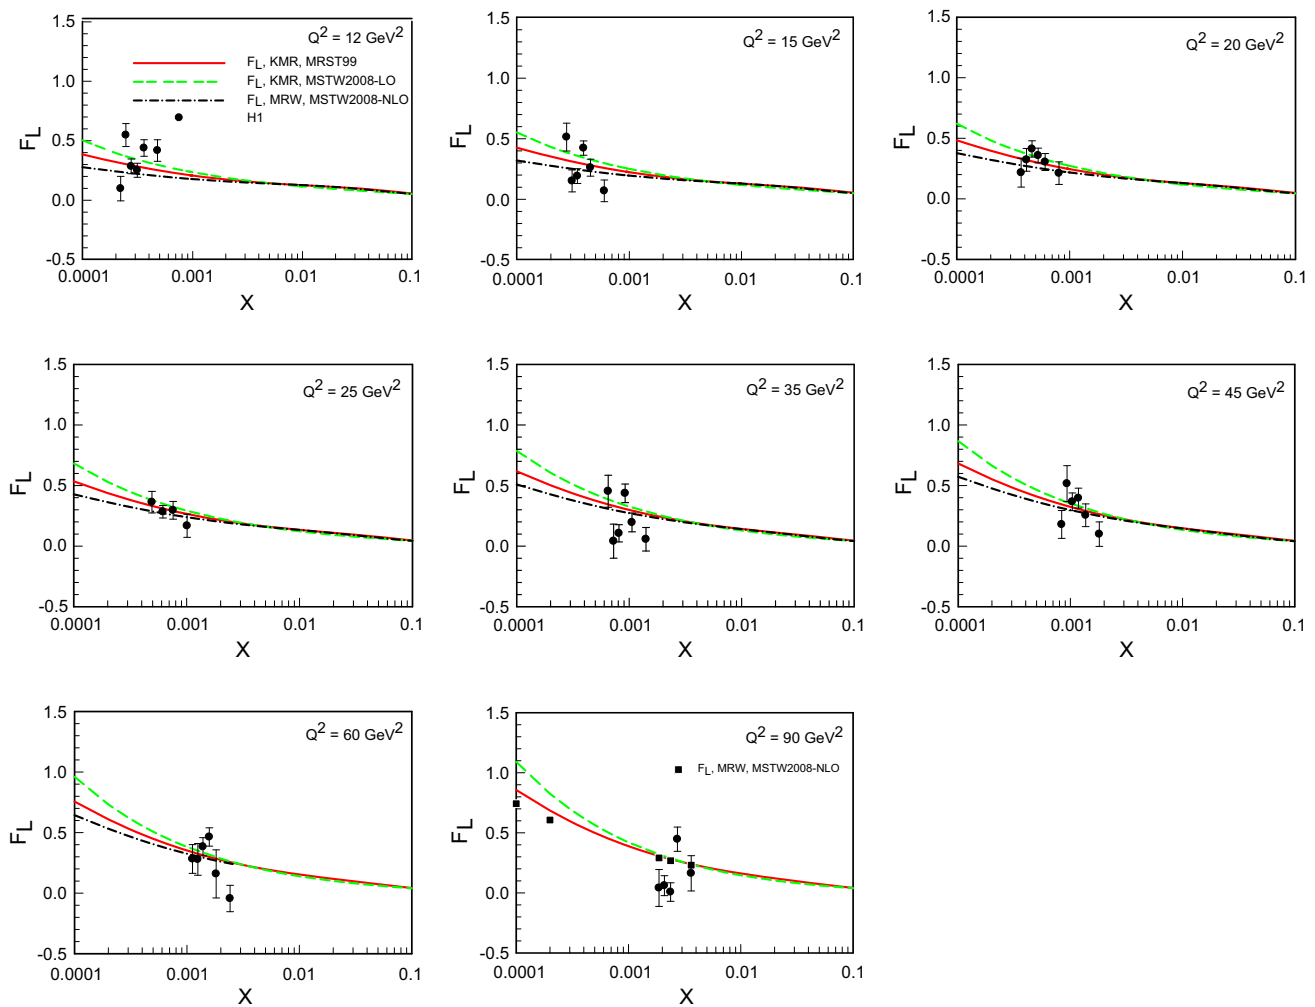 1.5
1.0
0.5
0.0
-0.5
FL
Q2 = 12 GeV2
FL, KMR, MRST99
FL, KMR, MSTW2008-LO
FL, MRW, MSTW2008-NLO
H1
0.0001 0.001 0.01 0.1
X
1.5
1.0
0.5
0.0
-0.5
FL
Q2 = 15 GeV2
0.0001 0.001 0.01 0.1
X
1.5
1.0
0.5
0.0
-0.5
FL
Q2 = 20 GeV2
0.0001 0.001 0.01 0.1
X
1.5
1.0
0.5
0.0
-0.5
FL
Q2 = 25 GeV2
0.0001 0.001 0.01 0.1
X
1.5
1.0
0.5
0.0
-0.5
FL
Q2 = 35 GeV2
0.0001 0.001 0.01 0.1
X
1.5
1.0
0.5
0.0
-0.5
FL
Q2 = 45 GeV2
0.0001 0.001 0.01 0.1
X
1.5
1.0
0.5
0.0
-0.5
FL
Q2 = 60 GeV2
0.0001 0.001 0.01 0.1
X
1.5
1.0
0.5
0.0
-0.5
FL
Q2 = 90 GeV2
FL, MRW, MSTW2008-NLO
0.0001 0.001 0.01 0.1
X